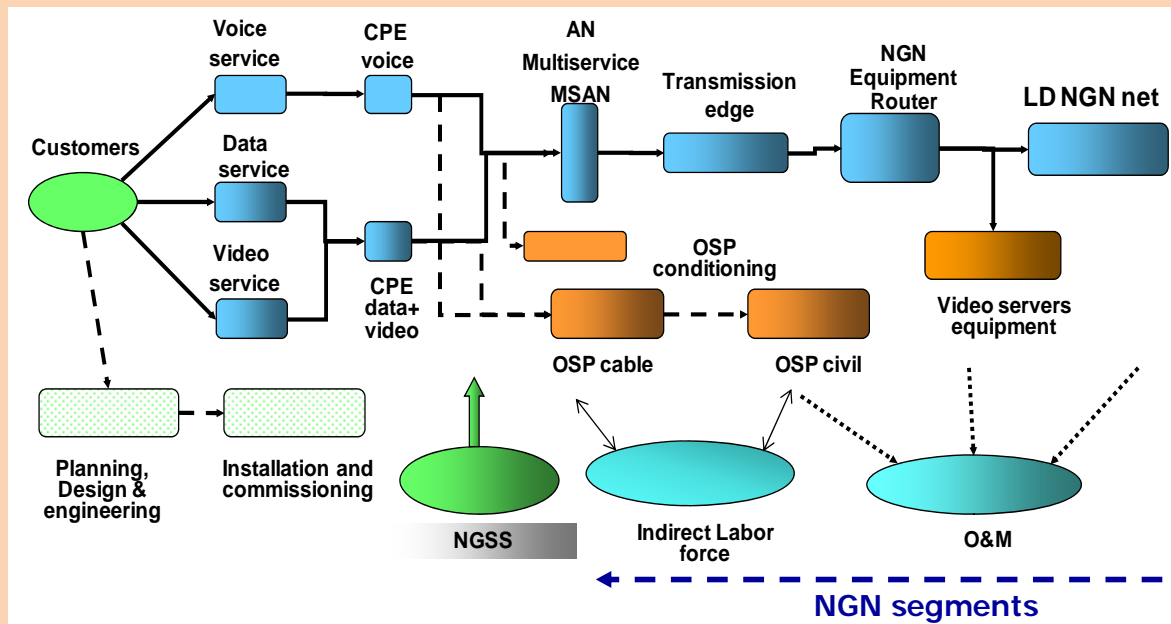 Voice
service
CPE
voice
AN
Multiservice
MSAN
Transmission
edge
NGN
Equipment
Router
LD NGN net
Customers
Data
service
Video
service
CPE
data+
video
OSP
conditioning
Video servers
equipment
OSP cable
OSP civil
Planning,
Design &
engineering
Installation and
commissioning
NGSS
Indirect Labor
force
O&M
NGN segments